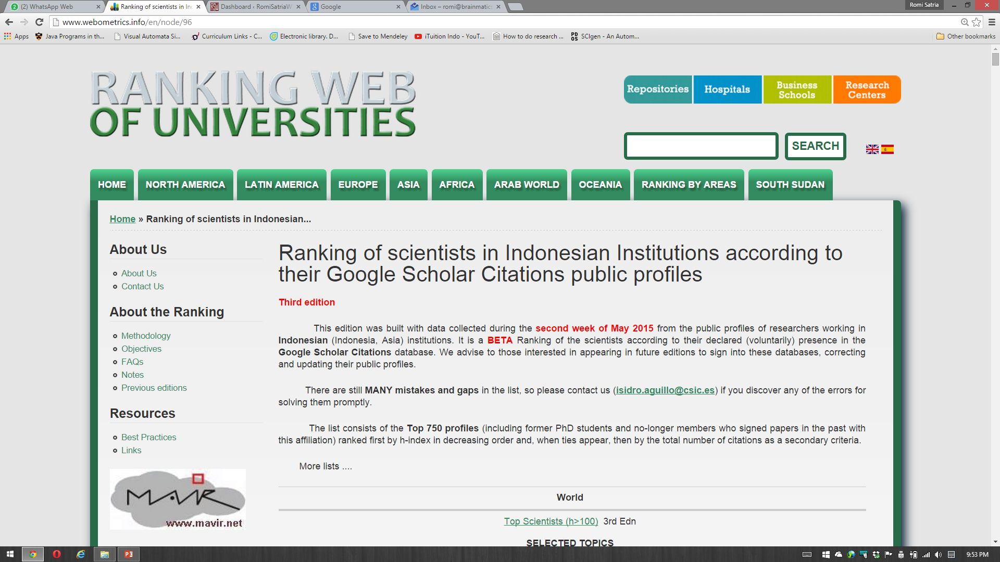 (2) WhatsApp Web
Ranking of scientists in In
Dashboard ‹ RomiSatriaW
Google
Inbox – romi@brainmatic
Romi Satria
www.webometrics.info/en/node/96
Apps
Java Programs in th...
Visual Automata Si...
Curriculum Links - C...
Electronic library. D...
Save to Mendeley
iTuition Indo - YouT...
How to do research ...
SCIgen - An Autom...
Other bookmarks
RANKING WEB
OF UNIVERSITIES
Repositories
Hospitals
Business
Schools
Research
Centers
SEARCH
HOME
NORTH AMERICA
LATIN AMERICA
EUROPE
ASIA
AFRICA
ARAB WORLD
OCEANIA
RANKING BY AREAS
SOUTH SUDAN
Home » Ranking of scientists in Indonesian...
About Us
About Us
Contact Us
About the Ranking
Methodology
Objectives
FAQs
Notes
Previous editions
Resources
Best Practices
Links
MAVIR
www.mavir.net
Ranking of scientists in Indonesian Institutions according to
their Google Scholar Citations public profiles
Third edition
This edition was built with data collected during the second week of May 2015 from the public profiles of researchers working in
Indonesian (Indonesia, Asia) institutions. It is a BETA Ranking of the scientists according to their declared (voluntarily) presence in the
Google Scholar Citations database. We advise to those interested in appearing in future editions to sign into these databases, correcting
and updating their public profiles.
There are still MANY mistakes and gaps in the list, so please contact us (isidro.aguillo@csic.es) if you discover any of the errors for
solving them promptly.
The list consists of the Top 750 profiles (including former PhD students and no-longer members who signed papers in the past with
this affiliation) ranked first by h-index in decreasing order and, when ties appear, then by the total number of citations as a secondary criteria.
More lists ....
World
Top Scientists (h>100) 3rd Edn
SELECTED TOPICS
9:53 PM